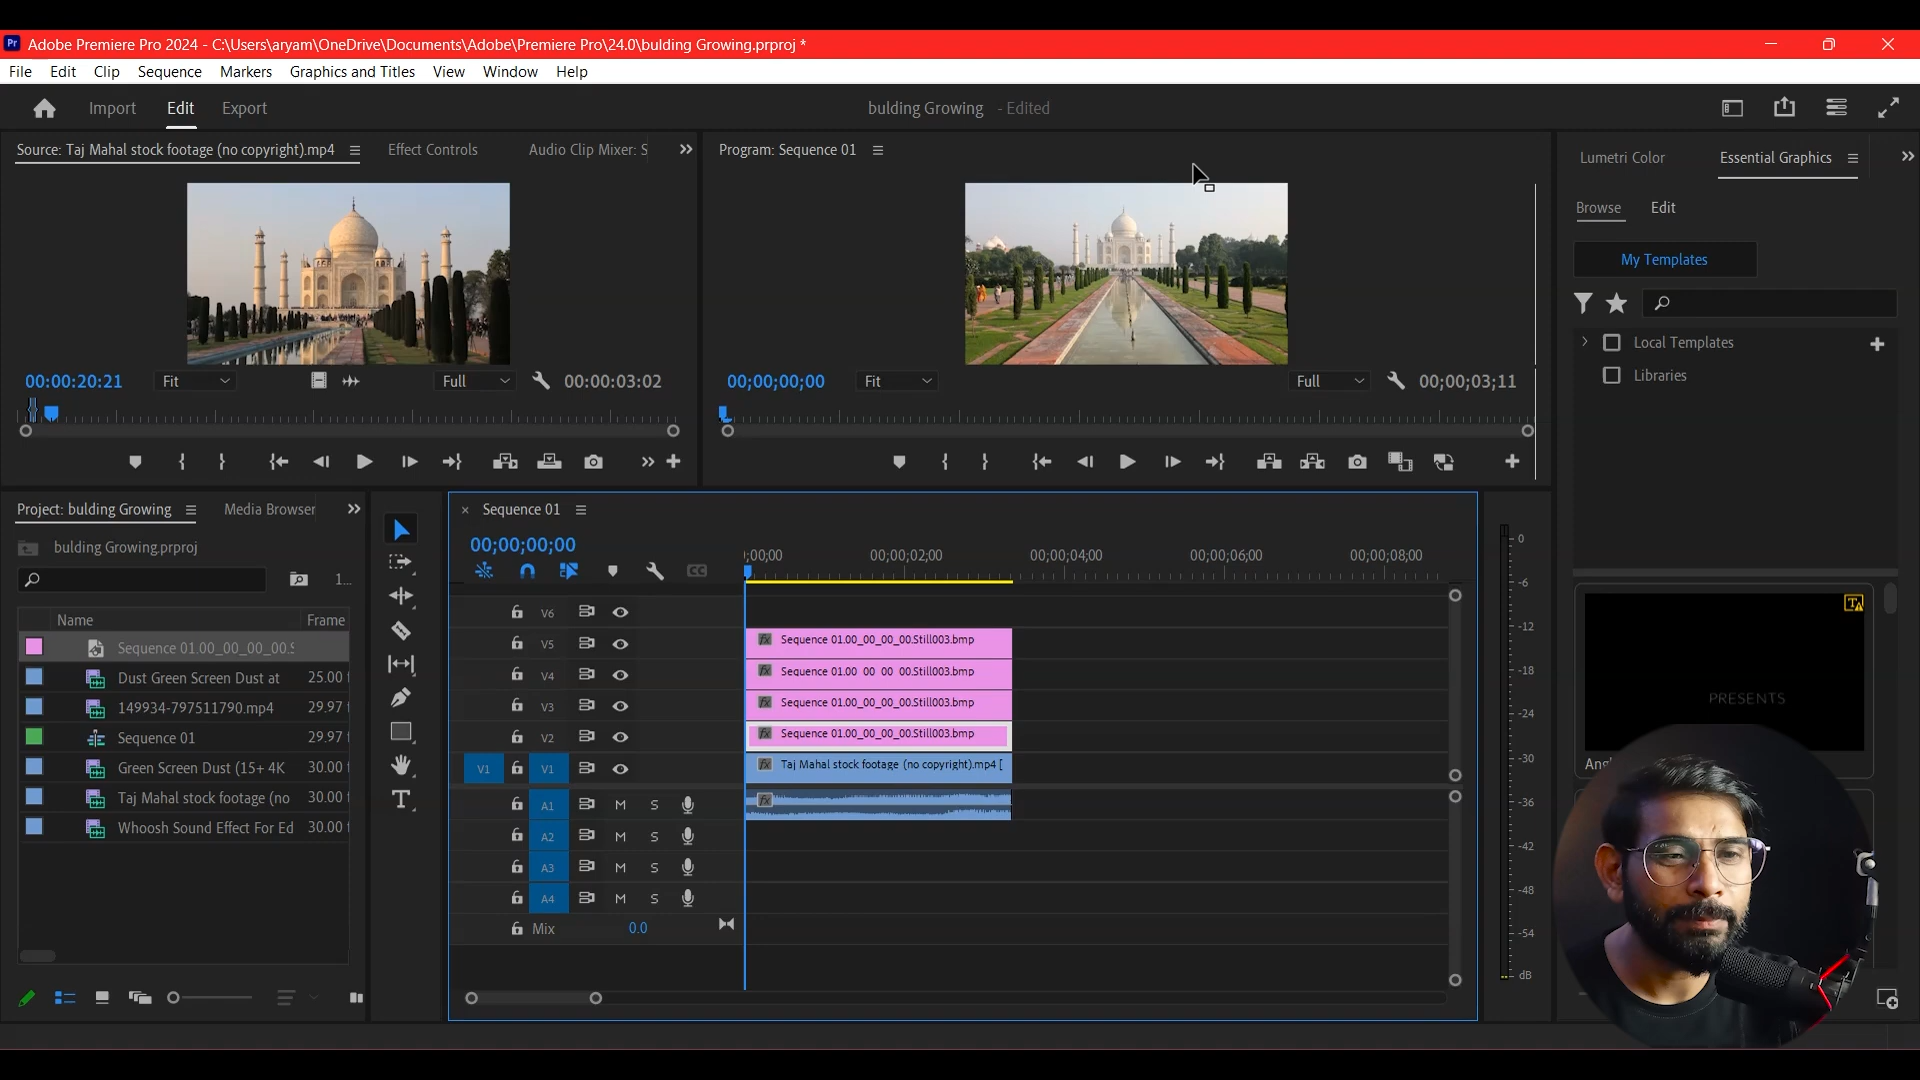 Pr Adobe Premiere Pro 2024 - C:\Users\aryam\OneDrive\Documents\Adobe\Premiere Pro\24.0\bulding Growing.prproj *
File Edit Clip Sequence Markers Graphics and Titles View Window Help
Import Edit Export bulding Growing - Edited
Source: Taj Mahal stock footage (no copyright).mp4 Effect Controls Audio Clip Mixer: S
Program: Sequence 01
Lumetri Color Essential Graphics
Browse Edit
My Templates
Local Templates
Libraries
00:00:20:21 Fit Full 00:00:03:02
00;00;00;00 Fit Full 00;00;03;11
Project: bulding Growing Media Browser
bulding Growing.prproj
1...
Name Frame
Sequence 01.00_00_00_00.S
Dust Green Screen Dust at 25.00
149934-797511790.mp4 29.97
Sequence 01 29.97
Green Screen Dust (15+ 4K 30.00
Taj Mahal stock footage (no 30.00
Whoosh Sound Effect For Ed 30.00
× Sequence 01
00;00;00;00
;00;00 00;00;02;00 00;00;04;00 00;00;06;00 00;00;08;00
CC
V6
V5 Sequence 01.00_00_00_00.Still003.bmp
V4 Sequence 01.00_00_00_00.Still003.bmp
V3 Sequence 01.00_00_00_00.Still003.bmp
V2 Sequence 01.00_00_00_00.Still003.bmp
V1 V1 Taj Mahal stock footage (no copyright).mp4 [
A1 M S
A2 M S
A3 M S
A4 M S
Mix 0.0
0
-6
-12
-18
-24
-30
-36
-42
-48
-54
dB
PRESENTS
Angl